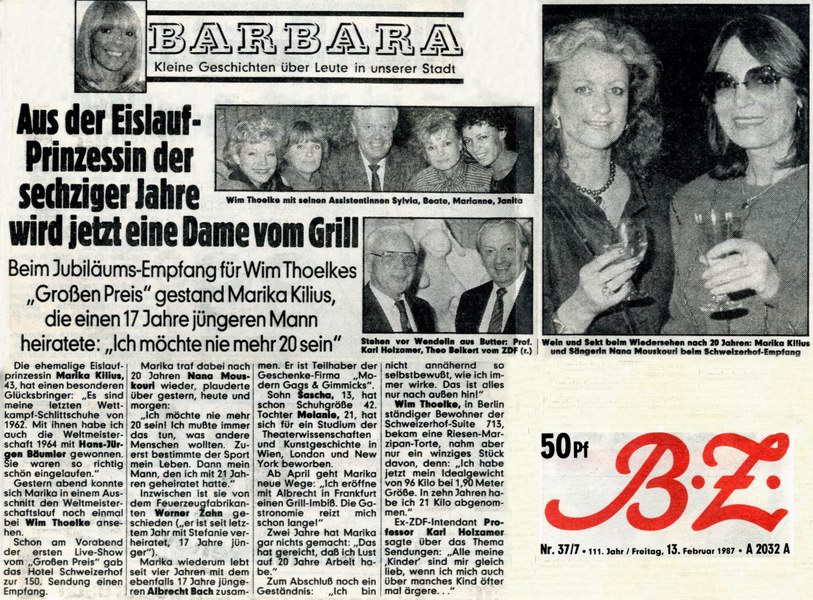 BARBARA
Kleine Geschichten über Leute in unserer Stadt
Aus der Eislauf-
Prinzessin der
sechziger Jahre
wird jetzt eine Dame vom Grill
Beim Jubiläums-Empfang für Wim Thoelkes
„Großen Preis“ gestand Marika Kilius,
die einen 17 Jahre jüngeren Mann
heiratete: „Ich möchte nie mehr 20 sein“
Wim Thoelke mit seinen Assistentinnen Sylvia, Beate, Marianne, Janita
Stehen vor Wendelin aus Butter: Prof.
Karl Holzamer, Theo Beikert vom ZDF (r.)
Wein und Sekt beim Wiedersehen nach 20 Jahren: Marika Kilius
und Sängerin Nana Mouskouri beim Schweizerhof-Empfang
Die ehemalige Eislauf-
prinzessin Marika Kilius,
43, hat einen besonderen
Glücksbringer: „Es sind
meine letzten Wett-
kampf-Schlittschuhe von
1962. Mit ihnen habe ich
auch die Weltmeister-
schaft 1964 mit Hans-Jür-
gen Bäumler gewonnen.
Sie waren so richtig
schön eingelaufen.“
Gestern abend konnte
sich Marika in einem Aus-
schnitt den Weltmeister-
schaftslauf noch einmal
bei Wim Thoelke anse-
hen.
Schon am Vorabend
der ersten Live-Show
vom „Großen Preis“ gab
das Hotel Schweizerhof
zur 150. Sendung einen
Empfang.
Marika traf dabei nach
20 Jahren Nana Mous-
kouri wieder, plauderte
über gestern, heute und
morgen:
„Ich möchte nie mehr
20 sein! Ich mußte immer
das tun, was andere
Menschen wollten. Zu-
erst bestimmte der Sport
mein Leben. Dann mein
Mann, den ich mit 21 Jah-
ren geheiratet hatte.“
Inzwischen ist sie von
dem Feuerzeugfabrikan-
ten Werner Zahn ge-
schieden („er ist seit letz-
tem Jahr mit Stefanie ver-
heiratet, 17 Jahre jün-
ger“).
Marika wiederum lebt
seit vier Jahren mit dem
ebenfalls 17 Jahre jünge-
ren Albrecht Bach zusam-
men. Er ist Teilhaber der
Geschenke-Firma „Mo-
dern Gags & Gimmicks“.
Sohn Sascha, 13, hat
schon Schuhgröße 42.
Tochter Melanie, 21, hat
sich für ein Studium der
Theaterwissenschaften
und Kunstgeschichte in
Wien, London und New
York beworben.
Ab April geht Marika
neue Wege: „Ich eröffne
mit Albrecht in Frankfurt
einen Grill-Imbiß. Die Ga-
stronomie reizt mich
schon lange!“
Zwei Jahre hat Marika
gar nichts gemacht: „Das
hat gereicht, daß ich Lust
auf 20 Jahre Arbeit ha-
be.“
Zum Abschluß noch ein
Geständnis: „Ich bin
nicht annähernd so
selbstbewußt, wie ich im-
mer wirke. Das ist alles
nur nach außen hin!“
Wim Thoelke, in Berlin
ständiger Bewohner der
Schweizerhof-Suite 713,
bekam eine Riesen-Mar-
zipan-Torte, nahm aber
nur ein winziges Stück
davon, denn: „Ich habe
jetzt mein Idealgewicht
von 96 Kilo bei 1,90 Meter
Größe. In zehn Jahren ha-
be ich 21 Kilo abgenom-
men.“
Ex-ZDF-Intendant Pro-
fessor Karl Holzamer
sagte über das Thema
Sendungen: „Alle meine
‚Kinder‘ sind mir gleich
lieb, wenn ich mich auch
über manches Kind öfter
mal ärgere...“
50 Pf
B.Z.
Nr. 37/7 • 111. Jahr / Freitag, 13. Februar 1987 • A 2032 A